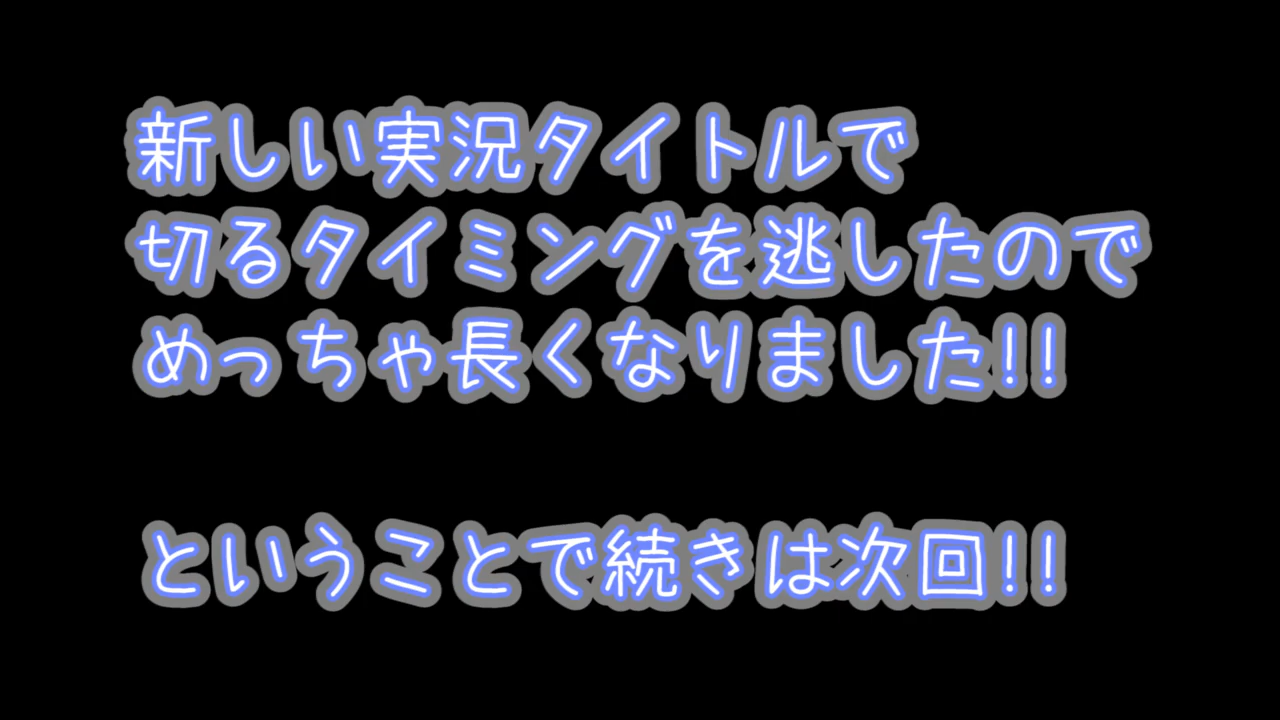 新しい実況タイトルで
切るタイミングを逃したので
めっちゃ長くなりました!!
ということで続きは次回!!